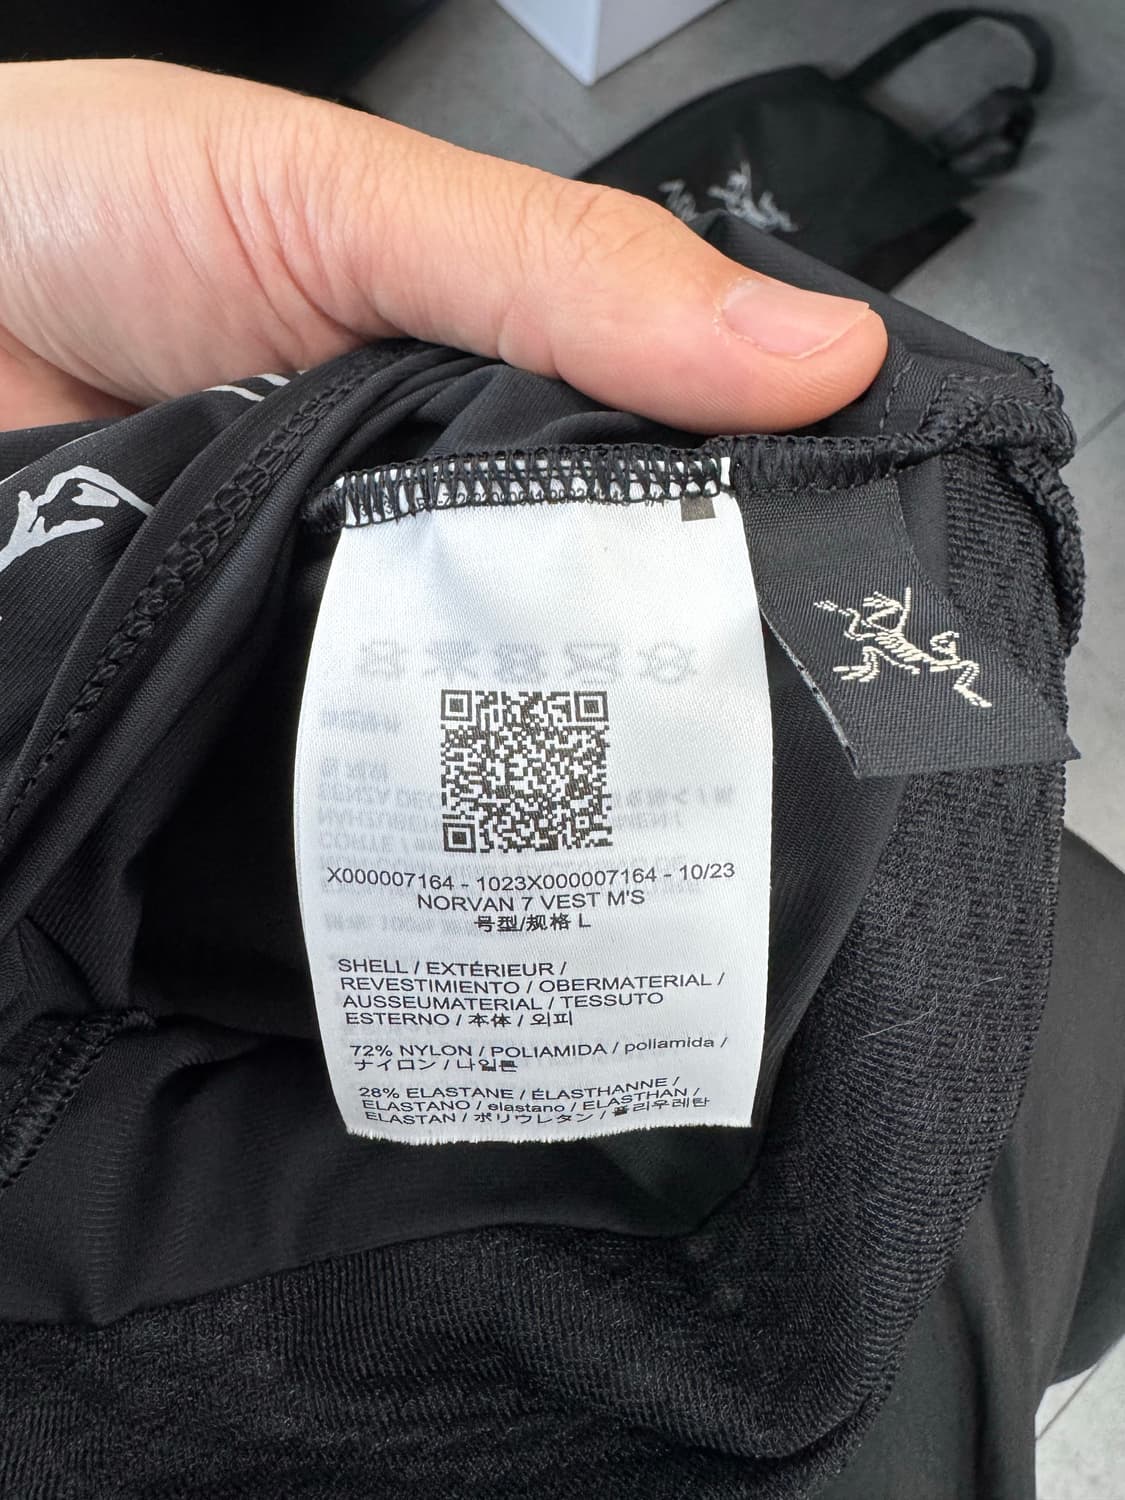 X000007164 - 1023X000007164 - 10/23
NORVAN 7 VEST M'S
号型/规格 L
SHELL / EXTÉRIEUR /
REVESTIMIENTO / OBERMATERIAL /
AUSSEUMATERIAL / TESSUTO
ESTERNO / 本体 / 외피
72% NYLON / POLIAMIDA / poliamida /
ナイロン / 나일론
28% ELASTANE / ÉLASTHANNE /
ELASTANO / elastano / ELASTHAN /
ELASTAN / ポリウレタン / 폴리우레탄